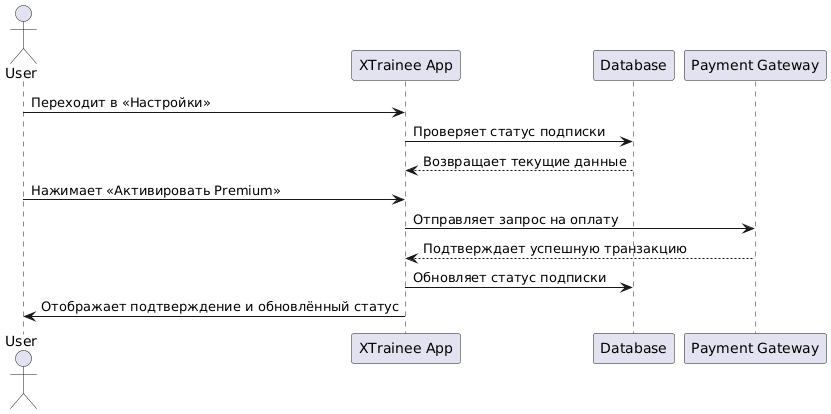 User
XTrainee App
Database
Payment Gateway
Переходит в «Настройки»
Проверяет статус подписки
Возвращает текущие данные
Нажимает «Активировать Premium»
Отправляет запрос на оплату
Подтверждает успешную транзакцию
Обновляет статус подписки
Отображает подтверждение и обновлённый статус
User
XTrainee App
Database
Payment Gateway